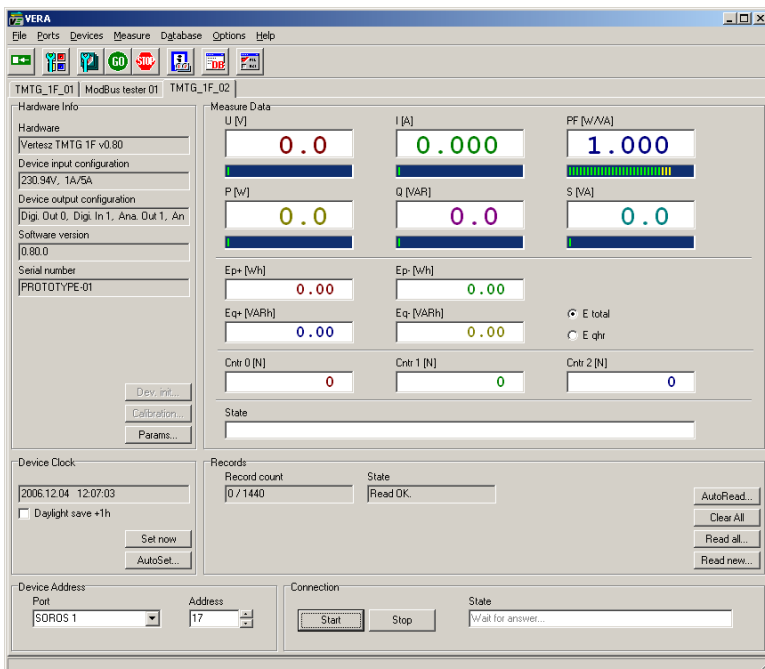 VERA
File Ports Devices Measure Database Options Help
GO STOP DB
TMTG_1F_01 ModBus tester 01 TMTG_1F_02
Hardware Info
Hardware
Vertesz TMTG 1F v0.80
Device input configuration
230.94V, 1A/5A
Device output configuration
Digi. Out 0, Digi. In 1, Ana. Out 1, An
Software version
0.80.0
Serial number
PROTOTYPE-01
Dev. init...
Calibration...
Params...
Measure Data
U [V] I [A] PF [W/VA]
0.0 0.000 1.000
P [W] Q [VAR] S [VA]
0.0 0.0 0.0
Ep+ [Wh] Ep- [Wh]
0.00 0.00
Eq+ [VARh] Eq- [VARh] E total
0.00 0.00 E qhr
Cntr 0 [N] Cntr 1 [N] Cntr 2 [N]
0 0 0
State
Device Clock
2006.12.04 12:07:03
Daylight save +1h
Set now
AutoSet...
Records
Record count State
0 / 1440 Read OK.
AutoRead...
Clear All
Read all...
Read new...
Device Address
Port Address
SOROS 1 17
Connection
State
Start Stop Wait for answer...